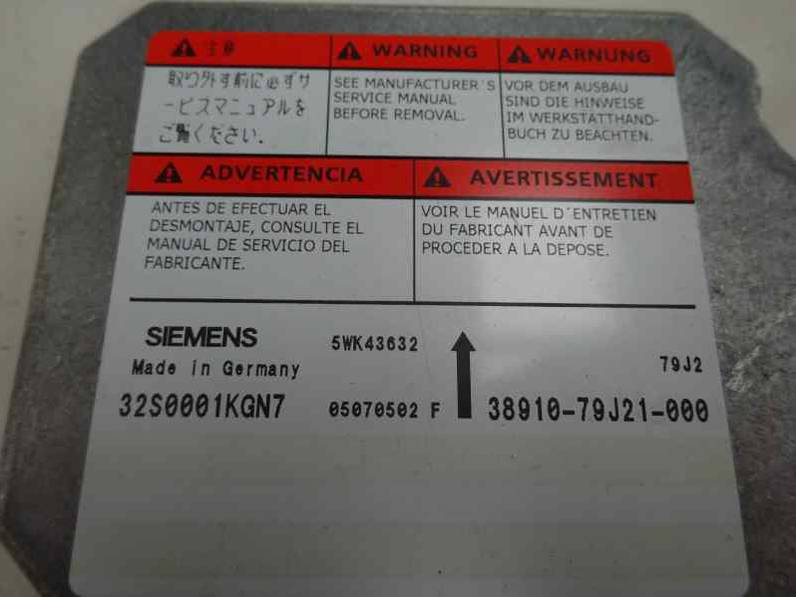 注意
取り外す前に必ずサ
ービスマニュアルを
ご覧ください.
WARNING
SEE MANUFACTURER´S
SERVICE MANUAL
BEFORE REMOVAL.
WARNUNG
VOR DEM AUSBAU
SIND DIE HINWEISE
IM WERKSTATTHAND-
BUCH ZU BEACHTEN.
ADVERTENCIA
ANTES DE EFECTUAR EL
DESMONTAJE, CONSULTE EL
MANUAL DE SERVICIO DEL
FABRICANTE.
AVERTISSEMENT
VOIR LE MANUEL D´ENTRETIEN
DU FABRICANT AVANT DE
PROCEDER A LA DEPOSE.
SIEMENS 5WK43632
Made in Germany 79J2
32S0001KGN7 05070502 F 38910-79J21-000